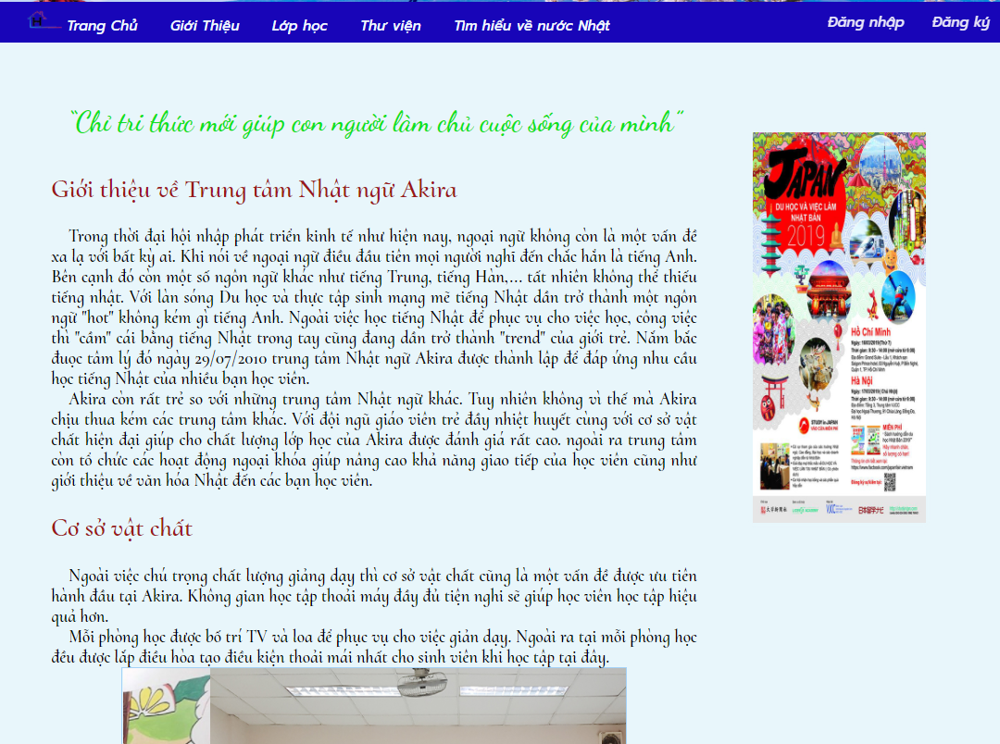 Trang Chủ Giới Thiệu Lớp học Thư viện Tìm hiểu về nước Nhật Đăng nhập Đăng ký
“Chỉ tri thức mới giúp con người làm chủ cuộc sống của mình”
Giới thiệu về Trung tâm Nhật ngữ Akira
Trong thời đại hội nhập phát triển kinh tế như hiện nay, ngoại ngữ không còn là một vấn đề
xa lạ với bất kỳ ai. Khi nói về ngoại ngữ điều đầu tiên mọi người nghĩ đến chắc hẳn là tiếng Anh.
Bên cạnh đó còn một số ngôn ngữ khác như tiếng Trung, tiếng Hàn,... tất nhiên không thể thiếu
tiếng nhật. Với làn sóng Du học và thực tập sinh mạng mẽ tiếng Nhật dần trở thành một ngôn
ngữ "hot" không kém gì tiếng Anh. Ngoài việc học tiếng Nhật để phục vụ cho việc học, công việc
thì "cầm" cái bằng tiếng Nhật trong tay cũng đang dần trở thành "trend" của giới trẻ. Nắm bắc
đuọc tâm lý đó ngày 29/07/2010 trung tâm Nhật ngữ Akira được thành lập để đáp ứng nhu cầu
học tiếng Nhật của nhiều bạn học viên.
Akira còn rất trẻ so với những trung tâm Nhật ngữ khác. Tuy nhiên không vì thế mà Akira
chịu thua kém các trung tâm khác. Với đội ngũ giáo viên trẻ đầy nhiệt huyết cùng với cơ sở vật
chất hiện đại giúp cho chất lượng lớp học của Akira được đánh giá rất cao. ngoài ra trung tâm
còn tổ chức các hoạt động ngoại khóa giúp nâng cao khả năng giao tiếp của học viên cũng như
giới thiệu về văn hóa Nhật đến các bạn học viên.
Cơ sở vật chất
Ngoài việc chú trọng chất lượng giảng dạy thì cơ sở vật chất cũng là một vấn đề được ưu tiên
hành đầu tại Akira. Không gian học tập thoải máy đầy đủ tiện nghi sẽ giúp học viên học tập hiệu
quả hơn.
Mỗi phòng học được bố trí TV và loa để phục vụ cho việc giản dạy. Ngoài ra tại mỗi phòng học
đều được lắp điều hòa tạo điều kiện thoải mái nhất cho sinh viên khi học tập tại đây.
JAPAN
DU HỌC VÀ VIỆC LÀM
NHẬT BẢN
2019
Hồ Chí Minh
Hà Nội
STUDY in JAPAN
MIỄN PHÍ